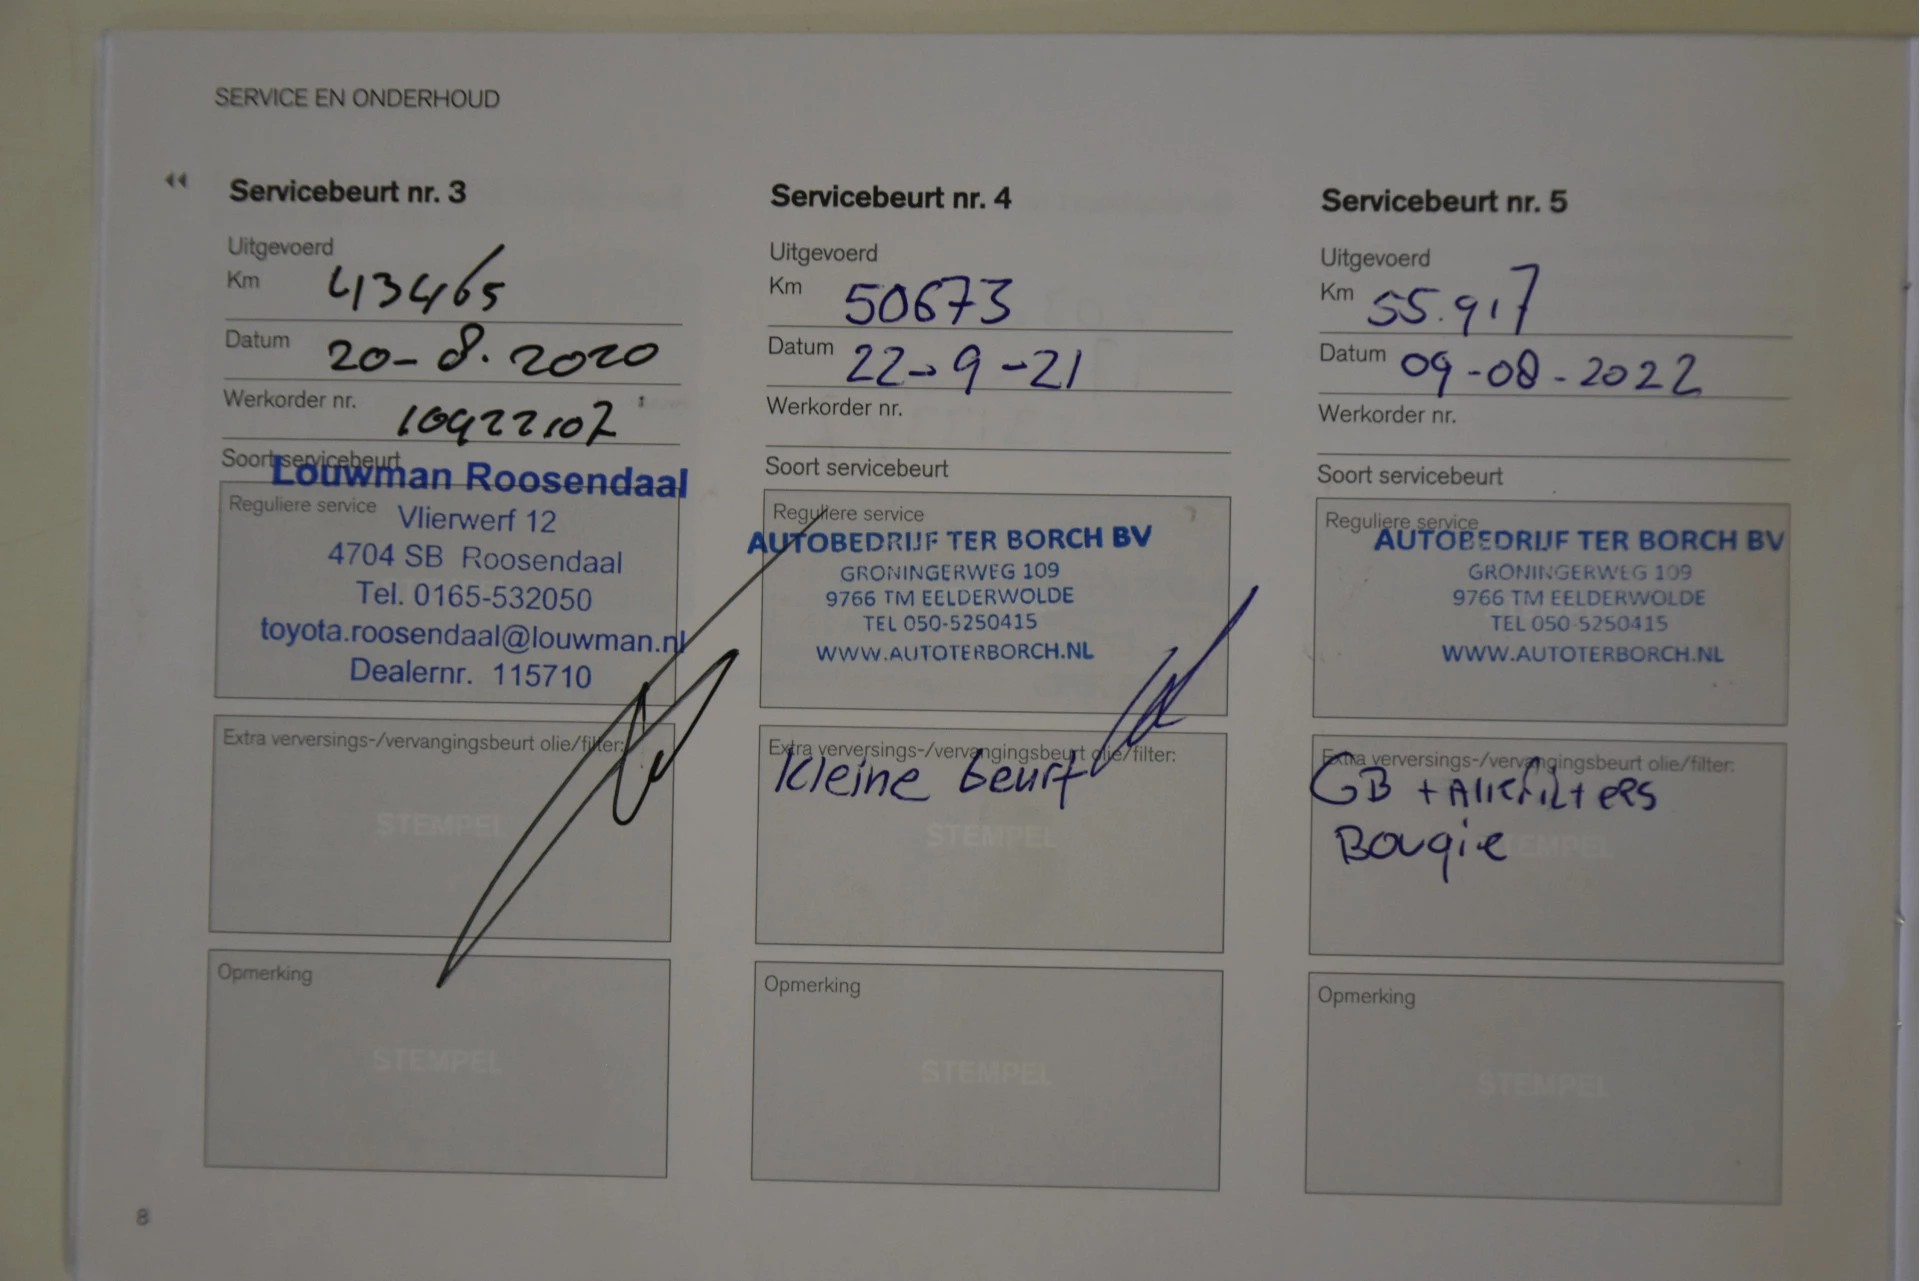 SERVICE EN ONDERHOUD
Servicebeurt nr. 3
Uitgevoerd
Km 43465
Datum 20-8.2020
Werkorder nr. 10922107
Soort servicebeurt
Louwman Roosendaal
Reguliere service
Vlierwerf 12
4704 SB Roosendaal
Tel. 0165-532050
toyota.roosendaal@louwman.nl
Dealernr. 115710
Extra verversings-/vervangingsbeurt olie/filter:
STEMPEL
Opmerking
STEMPEL
Servicebeurt nr. 4
Uitgevoerd
Km 50673
Datum 22-9-21
Werkorder nr.
Soort servicebeurt
Reguliere service
AUTOBEDRIJF TER BORCH BV
GRONINGERWEG 109
9766 TM EELDERWOLDE
TEL 050-5250415
WWW.AUTOTERBORCH.NL
Extra verversings-/vervangingsbeurt olie/filter:
Kleine beurt
STEMPEL
Opmerking
STEMPEL
Servicebeurt nr. 5
Uitgevoerd
Km 55.917
Datum 09-08-2022
Werkorder nr.
Soort servicebeurt
Reguliere service
AUTOBEDRIJF TER BORCH BV
GRONINGERWEG 109
9766 TM EELDERWOLDE
TEL 050-5250415
WWW.AUTOTERBORCH.NL
Extra verversings-/vervangingsbeurt olie/filter:
GB + Alle filters
Bougie
STEMPEL
Opmerking
STEMPEL
8